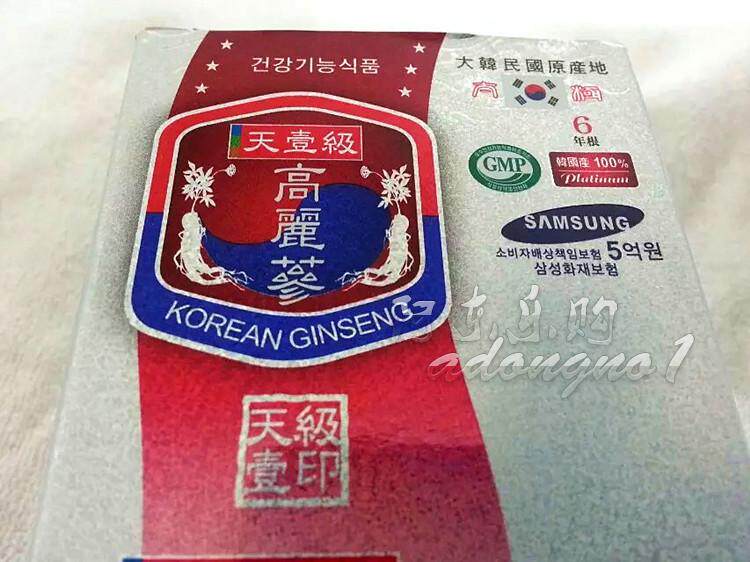 건강기능식품
天壹級
高麗蔘
KOREAN GINSENG
天級
壹印
大韓民國原産地
6
年根
GMP
韓國産 100%
Platinum
SAMSUNG
소비자배상책임보험 5억원
삼성화재보험
adongno1